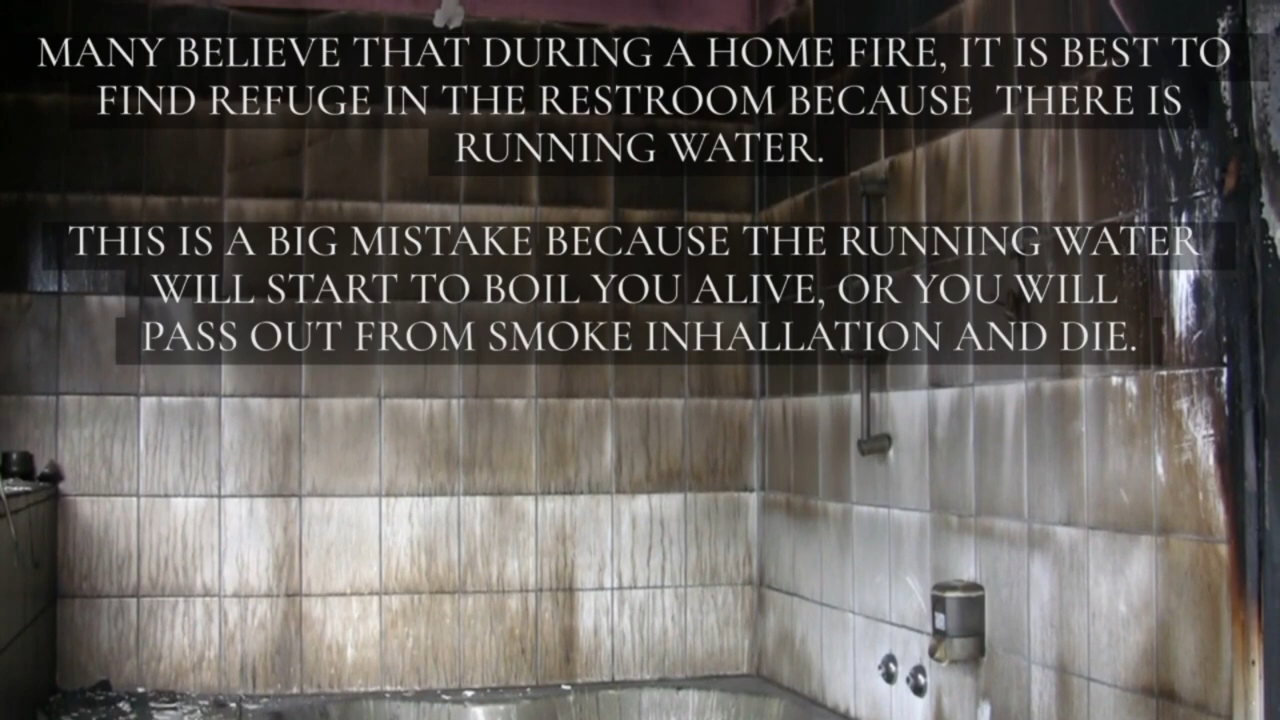 MANY BELIEVE THAT DURING A HOME FIRE, IT IS BEST TO
FIND REFUGE IN THE RESTROOM BECAUSE THERE IS
RUNNING WATER.
THIS IS A BIG MISTAKE BECAUSE THE RUNNING WATER
WILL START TO BOIL YOU ALIVE, OR YOU WILL
PASS OUT FROM SMOKE INHALLATION AND DIE.